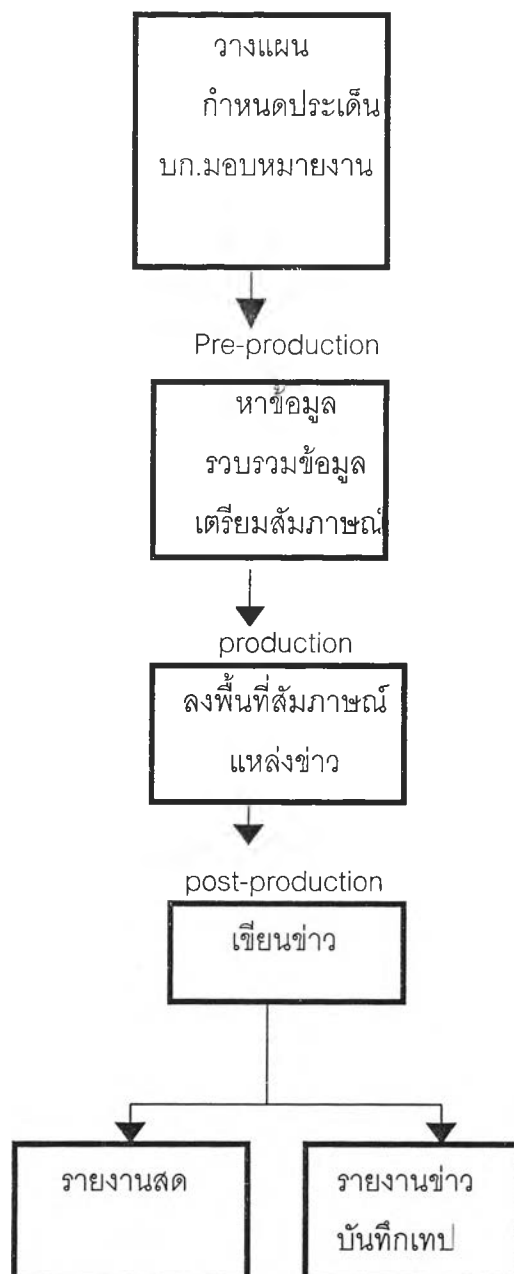 วางแผน
กำหนดประเด็น
บก.มอบหมายงาน
Pre-production
หาข้อมูล
รวบรวมข้อมูล
เตรียมสัมภาษณ์
production
ลงพื้นที่สัมภาษณ์
แหล่งข่าว
post-production
เขียนข่าว
รายงานสด
รายงานข่าว
บันทึกเทป